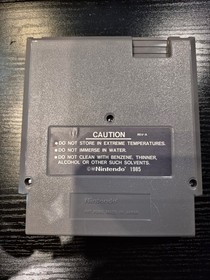 CAUTION
• DO NOT STORE IN EXTREME TEMPERATURES.
• DO NOT IMMERSE IN WATER.
• DO NOT CLEAN WITH BENZENE, THINNER,
ALCOHOL OR OTHER SUCH SOLVENTS.
©Nintendo 1985